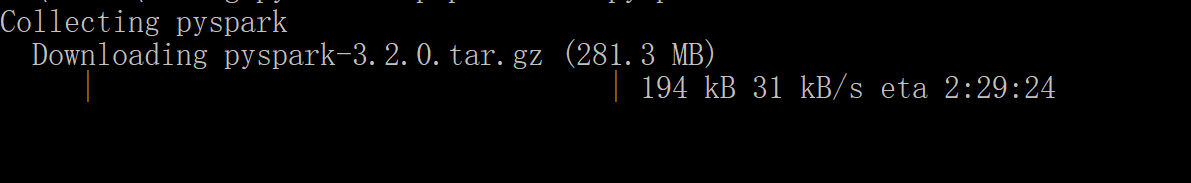 Collecting pyspark
Downloading pyspark-3.2.0.tar.gz (281.3 MB)
| | 194 kB 31 kB/s eta 2:29:24